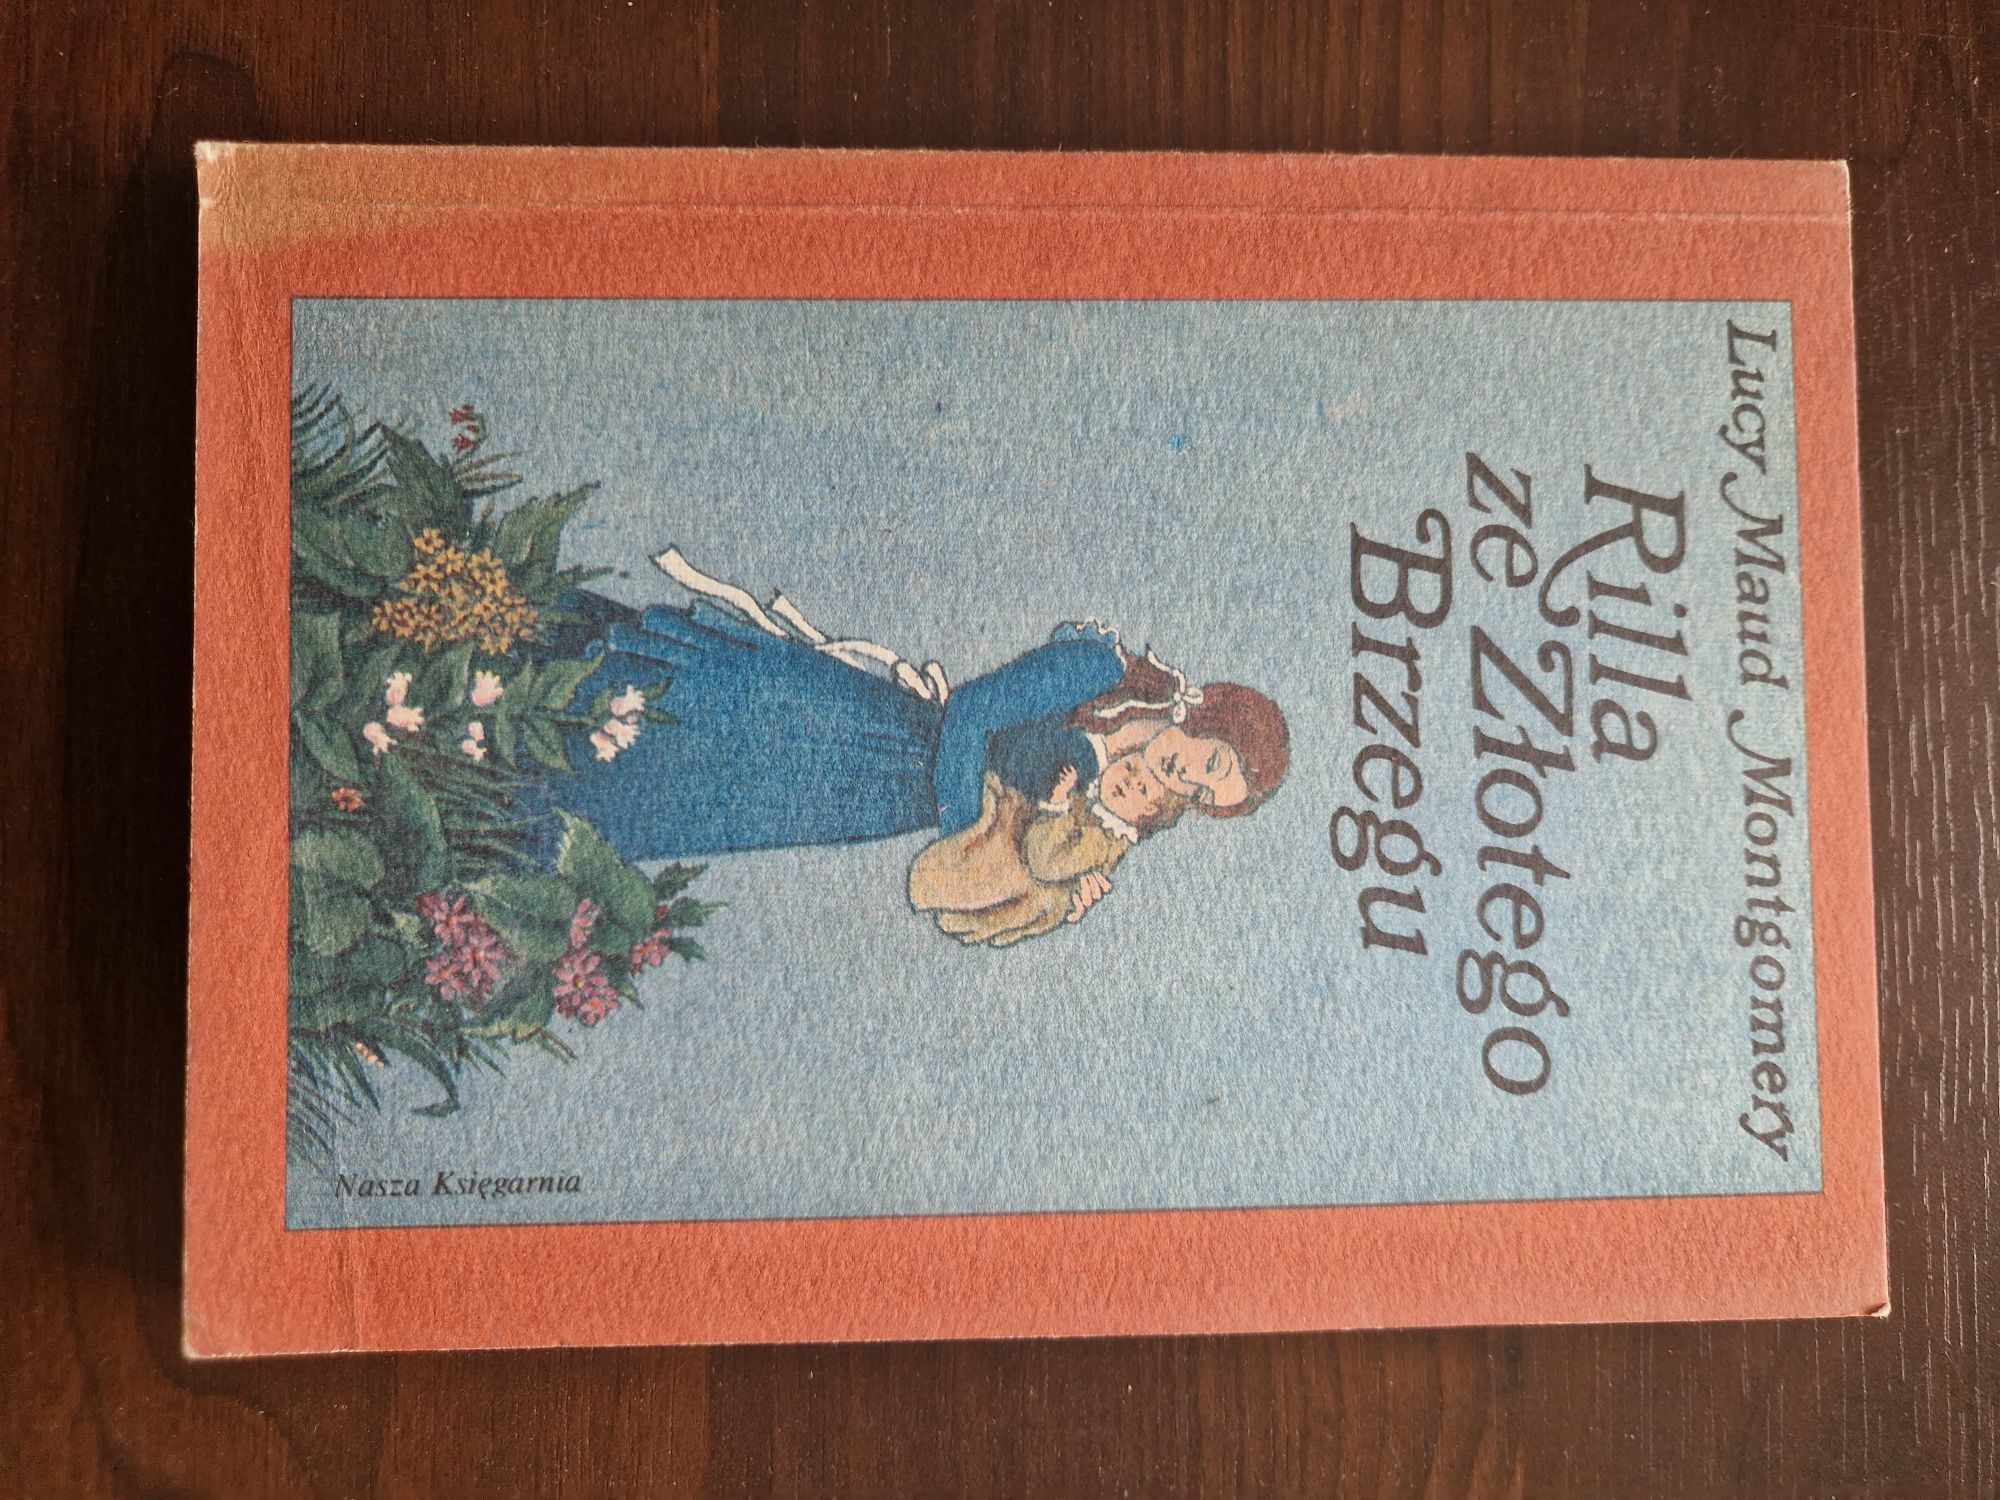 Lucy Maud Montgomery
Rilla
ze Złotego
Brzegu
Nasza Księgarnia